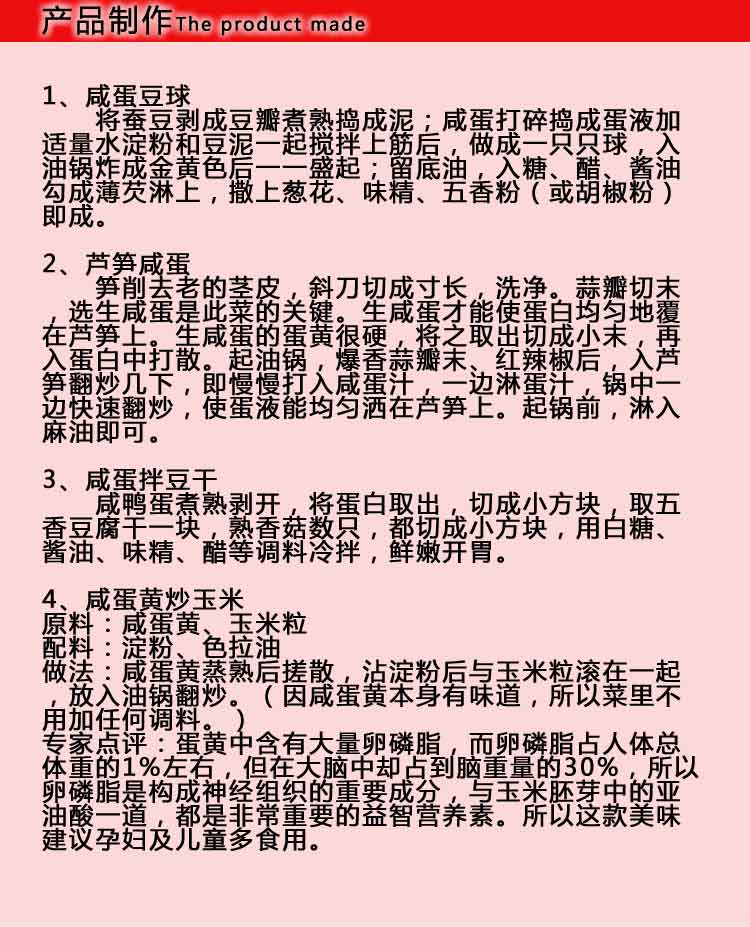 产品制作The product made
1、咸蛋豆球
将蚕豆剥成豆瓣煮熟捣成泥；咸蛋打碎捣成蛋液加
适量水淀粉和豆泥一起搅拌上筋后，做成一只只球，入
油锅炸成金黄色后一一盛起；留底油，入糖、醋、酱油
勾成薄芡淋上，撒上葱花、味精、五香粉（或胡椒粉）
即成。
2、芦笋咸蛋
笋削去老的茎皮，斜刀切成寸长，洗净。蒜瓣切末
，选生咸蛋是此菜的关键。生咸蛋才能使蛋白均匀地覆
在芦笋上。生咸蛋的蛋黄很硬，将之取出切成小末，再
入蛋白中打散。起油锅，爆香蒜瓣末、红辣椒后，入芦
笋翻炒几下，即慢慢打入咸蛋汁，一边淋蛋汁，锅中一
边快速翻炒，使蛋液能均匀洒在芦笋上。起锅前，淋入
麻油即可。
3、咸蛋拌豆干
咸鸭蛋煮熟剥开，将蛋白取出，切成小方块，取五
香豆腐干一块，熟香菇数只，都切成小方块，用白糖、
酱油、味精、醋等调料冷拌，鲜嫩开胃。
4、咸蛋黄炒玉米
原料：咸蛋黄、玉米粒
配料：淀粉、色拉油
做法：咸蛋黄蒸熟后搓散，沾淀粉后与玉米粒滚在一起
，放入油锅翻炒。（因咸蛋黄本身有味道，所以菜里不
用加任何调料。）
专家点评：蛋黄中含有大量卵磷脂，而卵磷脂占人体总
体重的1%左右，但在大脑中却占到脑重量的30%，所以
卵磷脂是构成神经组织的重要成分，与玉米胚芽中的亚
油酸一道，都是非常重要的益智营养素。所以这款美味
建议孕妇及儿童多食用。